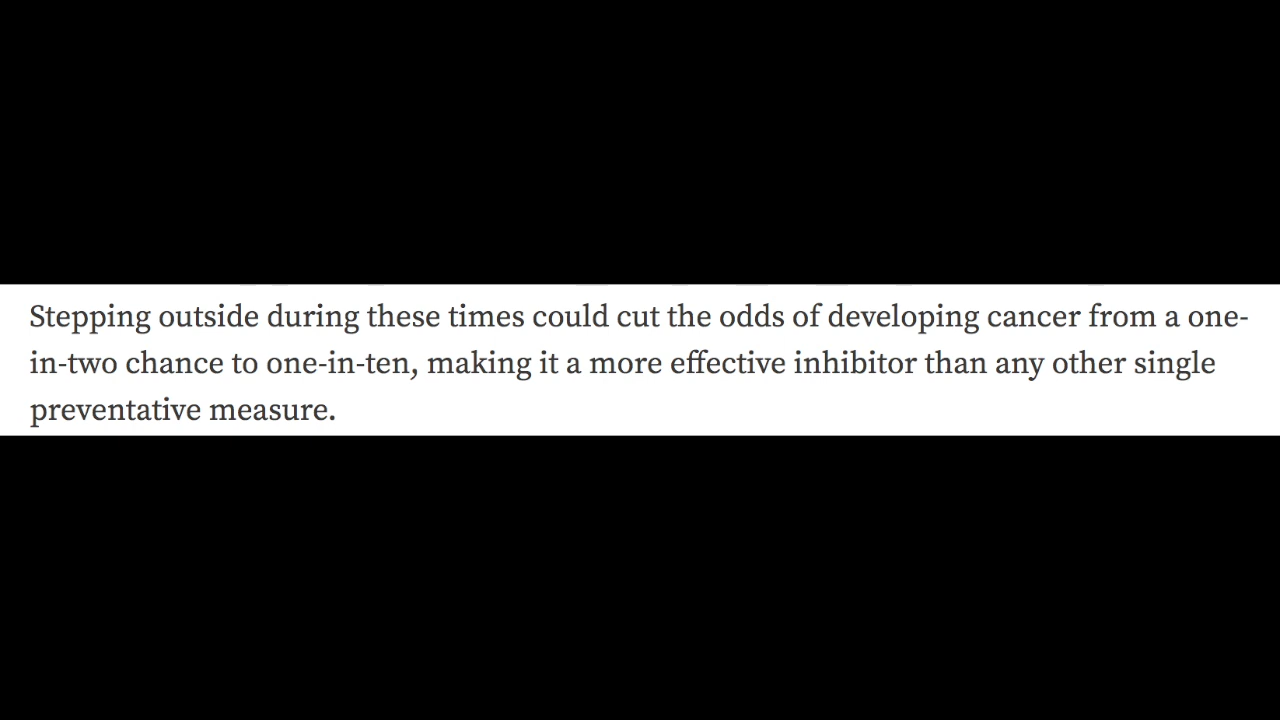 Stepping outside during these times could cut the odds of developing cancer from a one-
in-two chance to one-in-ten, making it a more effective inhibitor than any other single
preventative measure.